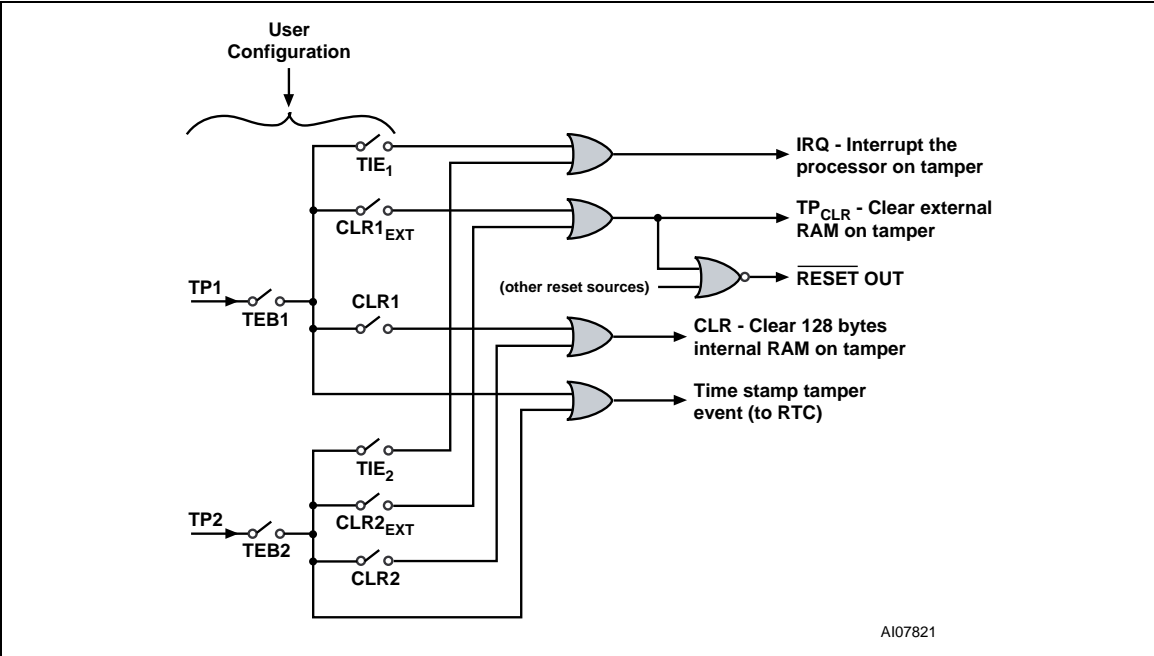 User
Configuration
TIE1
IRQ - Interrupt the
processor on tamper
CLR1EXT
TPCLR - Clear external
RAM on tamper
TP1
TEB1
(other reset sources)
RESET OUT
CLR1
CLR - Clear 128 bytes
internal RAM on tamper
Time stamp tamper
event (to RTC)
TIE2
TP2
TEB2
CLR2EXT
CLR2
AI07821